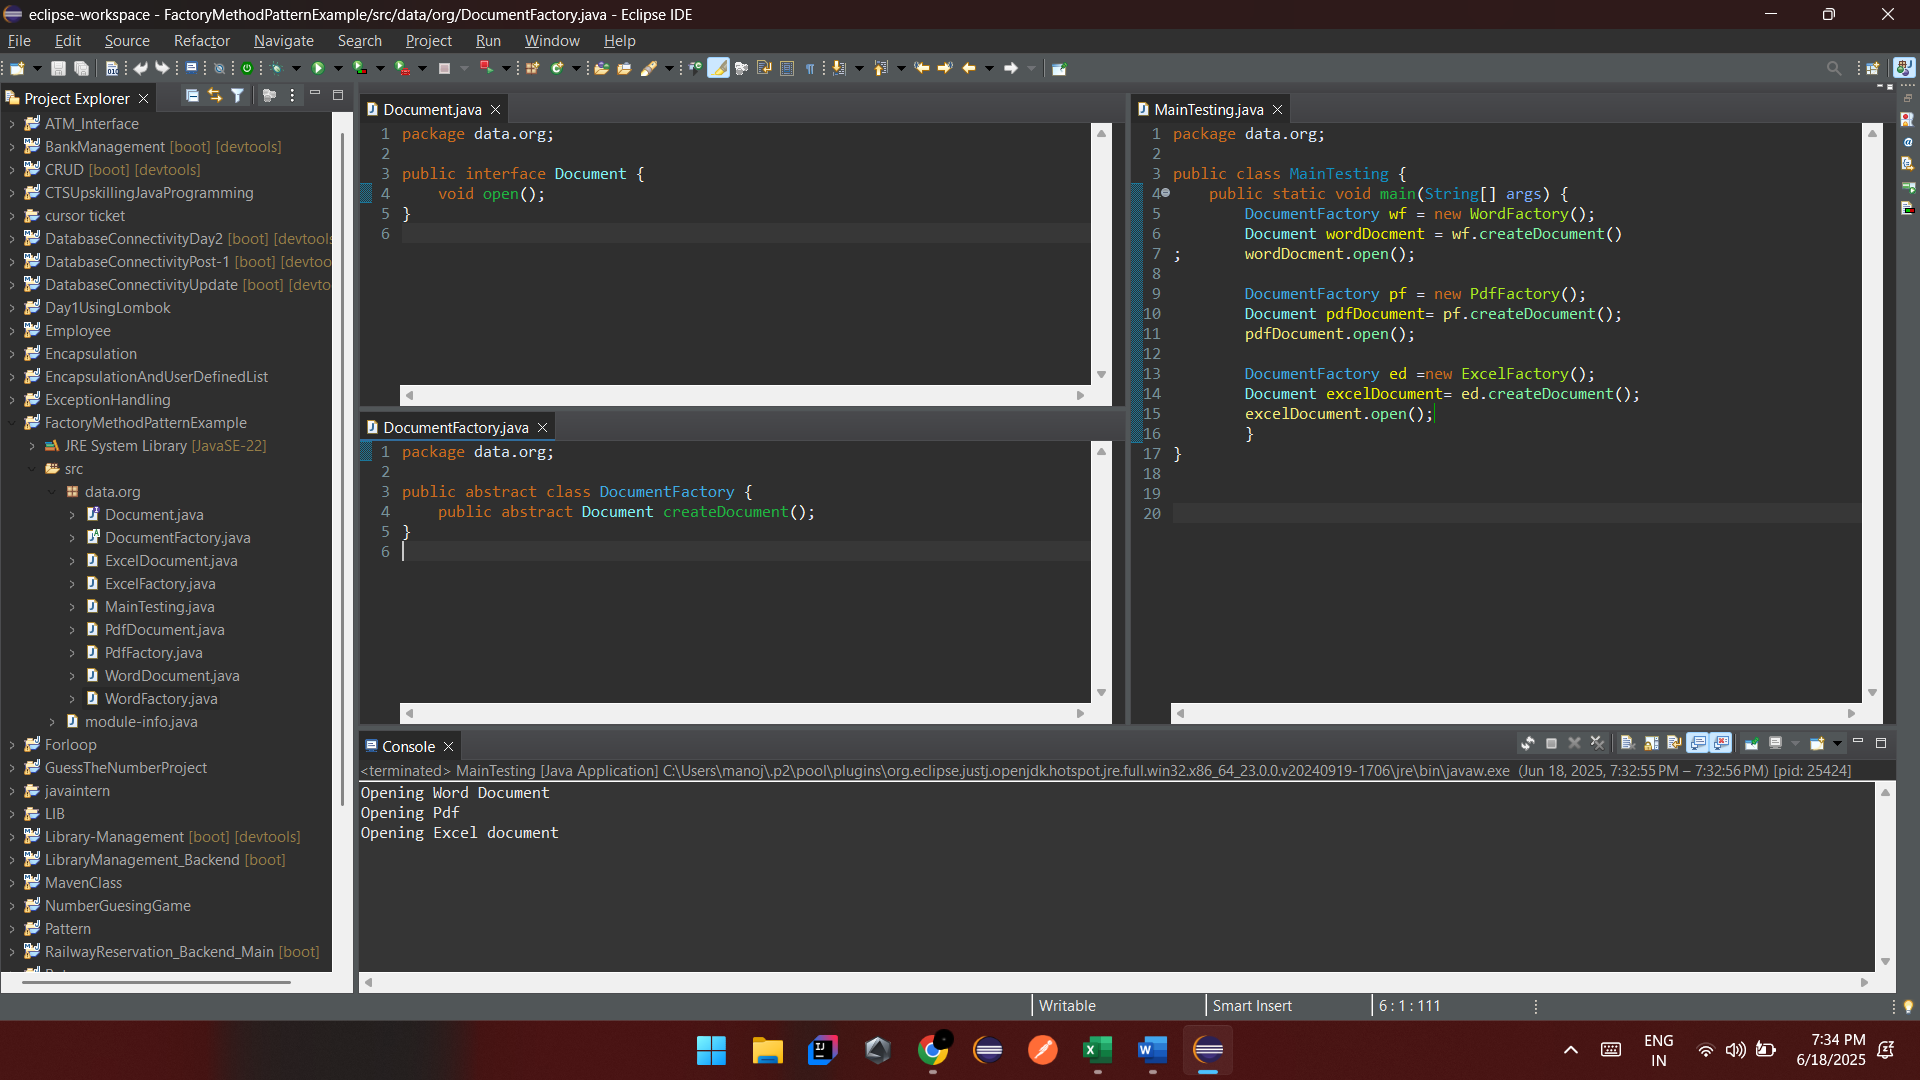 eclipse-workspace - FactoryMethodPatternExample/src/data/org/DocumentFactory.java - Eclipse IDE
File Edit Source Refactor Navigate Search Project Run Window Help
Project Explorer
ATM_Interface
BankManagement [boot] [devtools]
CRUD [boot] [devtools]
CTSUpskillingJavaProgramming
cursor ticket
DatabaseConnectivityDay2 [boot] [devtools
DatabaseConnectivityPost-1 [boot] [devtoo
DatabaseConnectivityUpdate [boot] [devto
Day1UsingLombok
Employee
Encapsulation
EncapsulationAndUserDefinedList
ExceptionHandling
FactoryMethodPatternExample
JRE System Library [JavaSE-22]
src
data.org
Document.java
DocumentFactory.java
ExcelDocument.java
ExcelFactory.java
MainTesting.java
PdfDocument.java
PdfFactory.java
WordDocument.java
WordFactory.java
module-info.java
Forloop
GuessTheNumberProject
javaintern
LIB
Library-Management [boot] [devtools]
LibraryManagement_Backend [boot]
MavenClass
NumberGuesingGame
Pattern
RailwayReservation_Backend_Main [boot]
Document.java
1 package data.org;
2
3 public interface Document {
4 void open();
5 }
6
DocumentFactory.java
1 package data.org;
2
3 public abstract class DocumentFactory {
4 public abstract Document createDocument();
5 }
6
MainTesting.java
1 package data.org;
2
3 public class MainTesting {
4 public static void main(String[] args) {
5 DocumentFactory wf = new WordFactory();
6 Document wordDocment = wf.createDocument()
7 ; wordDocment.open();
8
9 DocumentFactory pf = new PdfFactory();
10 Document pdfDocument= pf.createDocument();
11 pdfDocument.open();
12
13 DocumentFactory ed =new ExcelFactory();
14 Document excelDocument= ed.createDocument();
15 excelDocument.open();
16 }
17 }
18
19
20
Console
<terminated> MainTesting [Java Application] C:\Users\manoj\.p2\pool\plugins\org.eclipse.justj.openjdk.hotspot.jre.full.win32.x86_64_23.0.0.v20240919-1706\jre\bin\javaw.exe (Jun 18, 2025, 7:32:55 PM – 7:32:56 PM) [pid: 25424]
Opening Word Document
Opening Pdf
Opening Excel document
Writable Smart Insert 6 : 1 : 111
ENG
IN
7:34 PM
6/18/2025